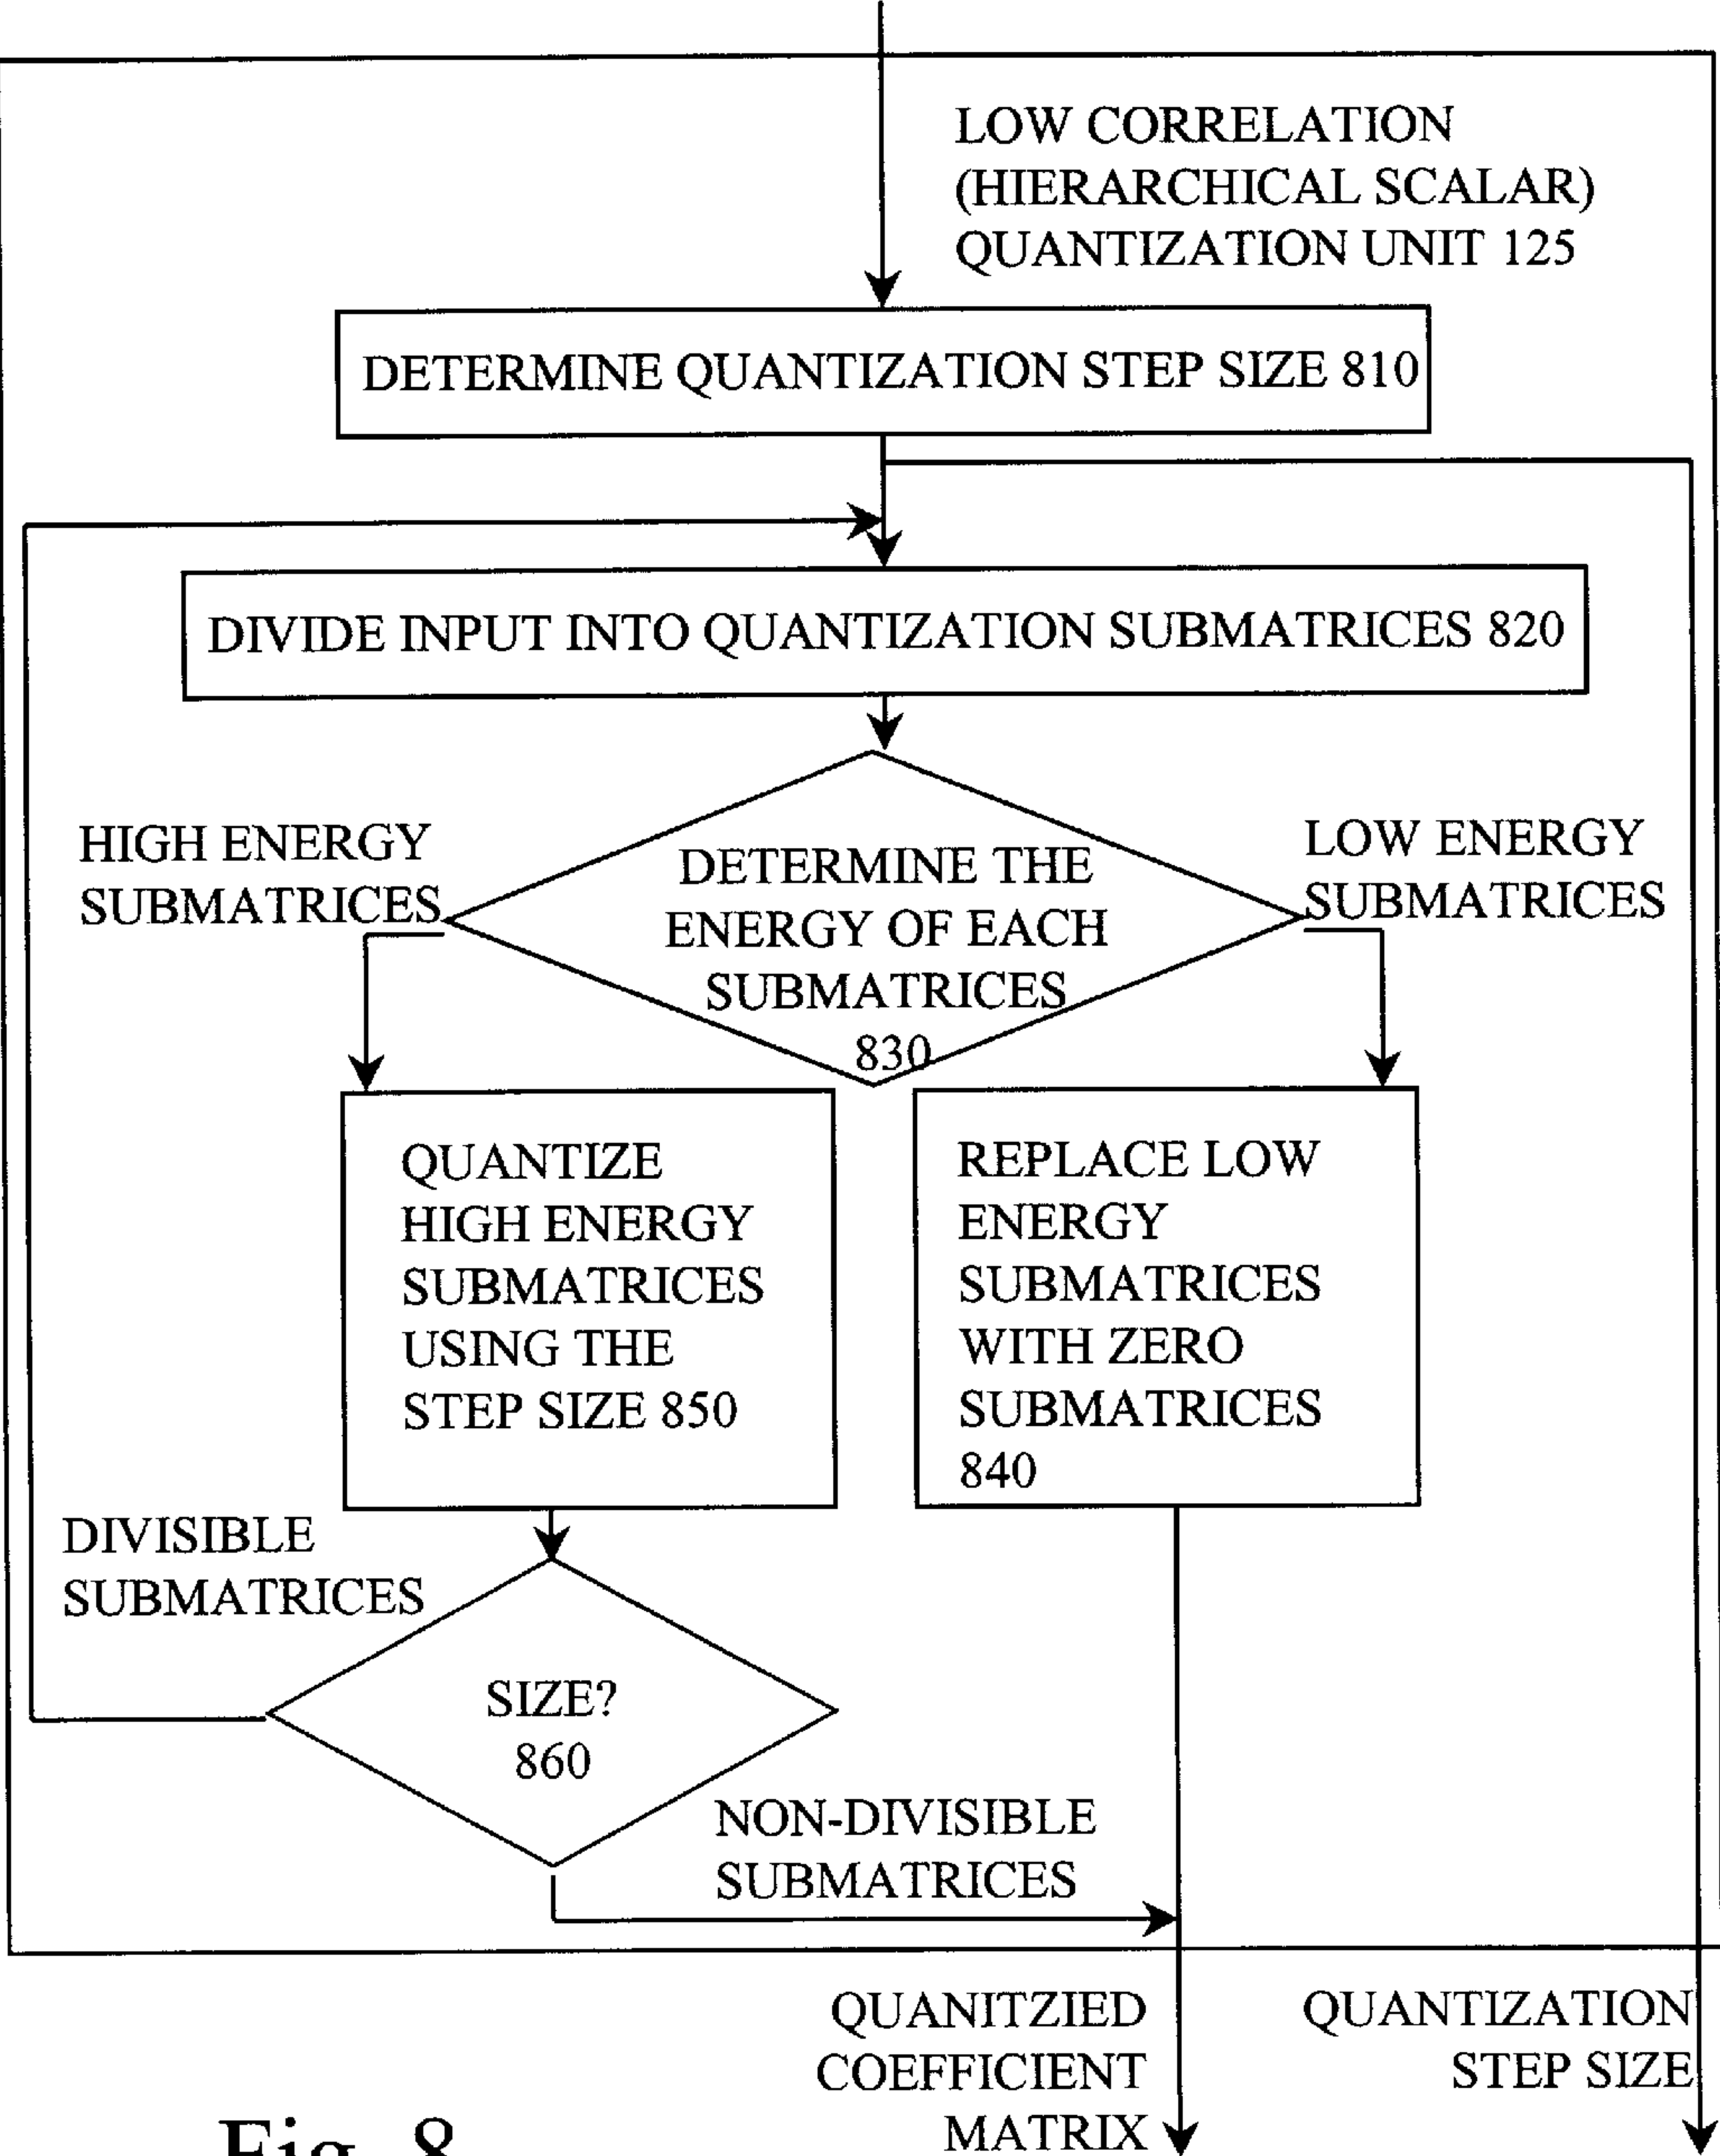 LOW CORRELATION
(HIERARCHICAL SCALAR)
QUANTIZATION UNIT 125
DETERMINE QUANTIZATION STEP SIZE 810
DIVIDE INPUT INTO QUANTIZATION SUBMATRICES 820
HIGH ENERGY
SUBMATRICES
DETERMINE THE
ENERGY OF EACH
SUBMATRICES
830
LOW ENERGY
SUBMATRICES
QUANTIZE
HIGH ENERGY
SUBMATRICES
USING THE
STEP SIZE 850
REPLACE LOW
ENERGY
SUBMATRICES
WITH ZERO
SUBMATRICES
840
DIVISIBLE
SUBMATRICES
SIZE?
860
NON-DIVISIBLE
SUBMATRICES
QUANITZIED
COEFFICIENT
MATRIX
QUANTIZATION
STEP SIZE
Fig. 8